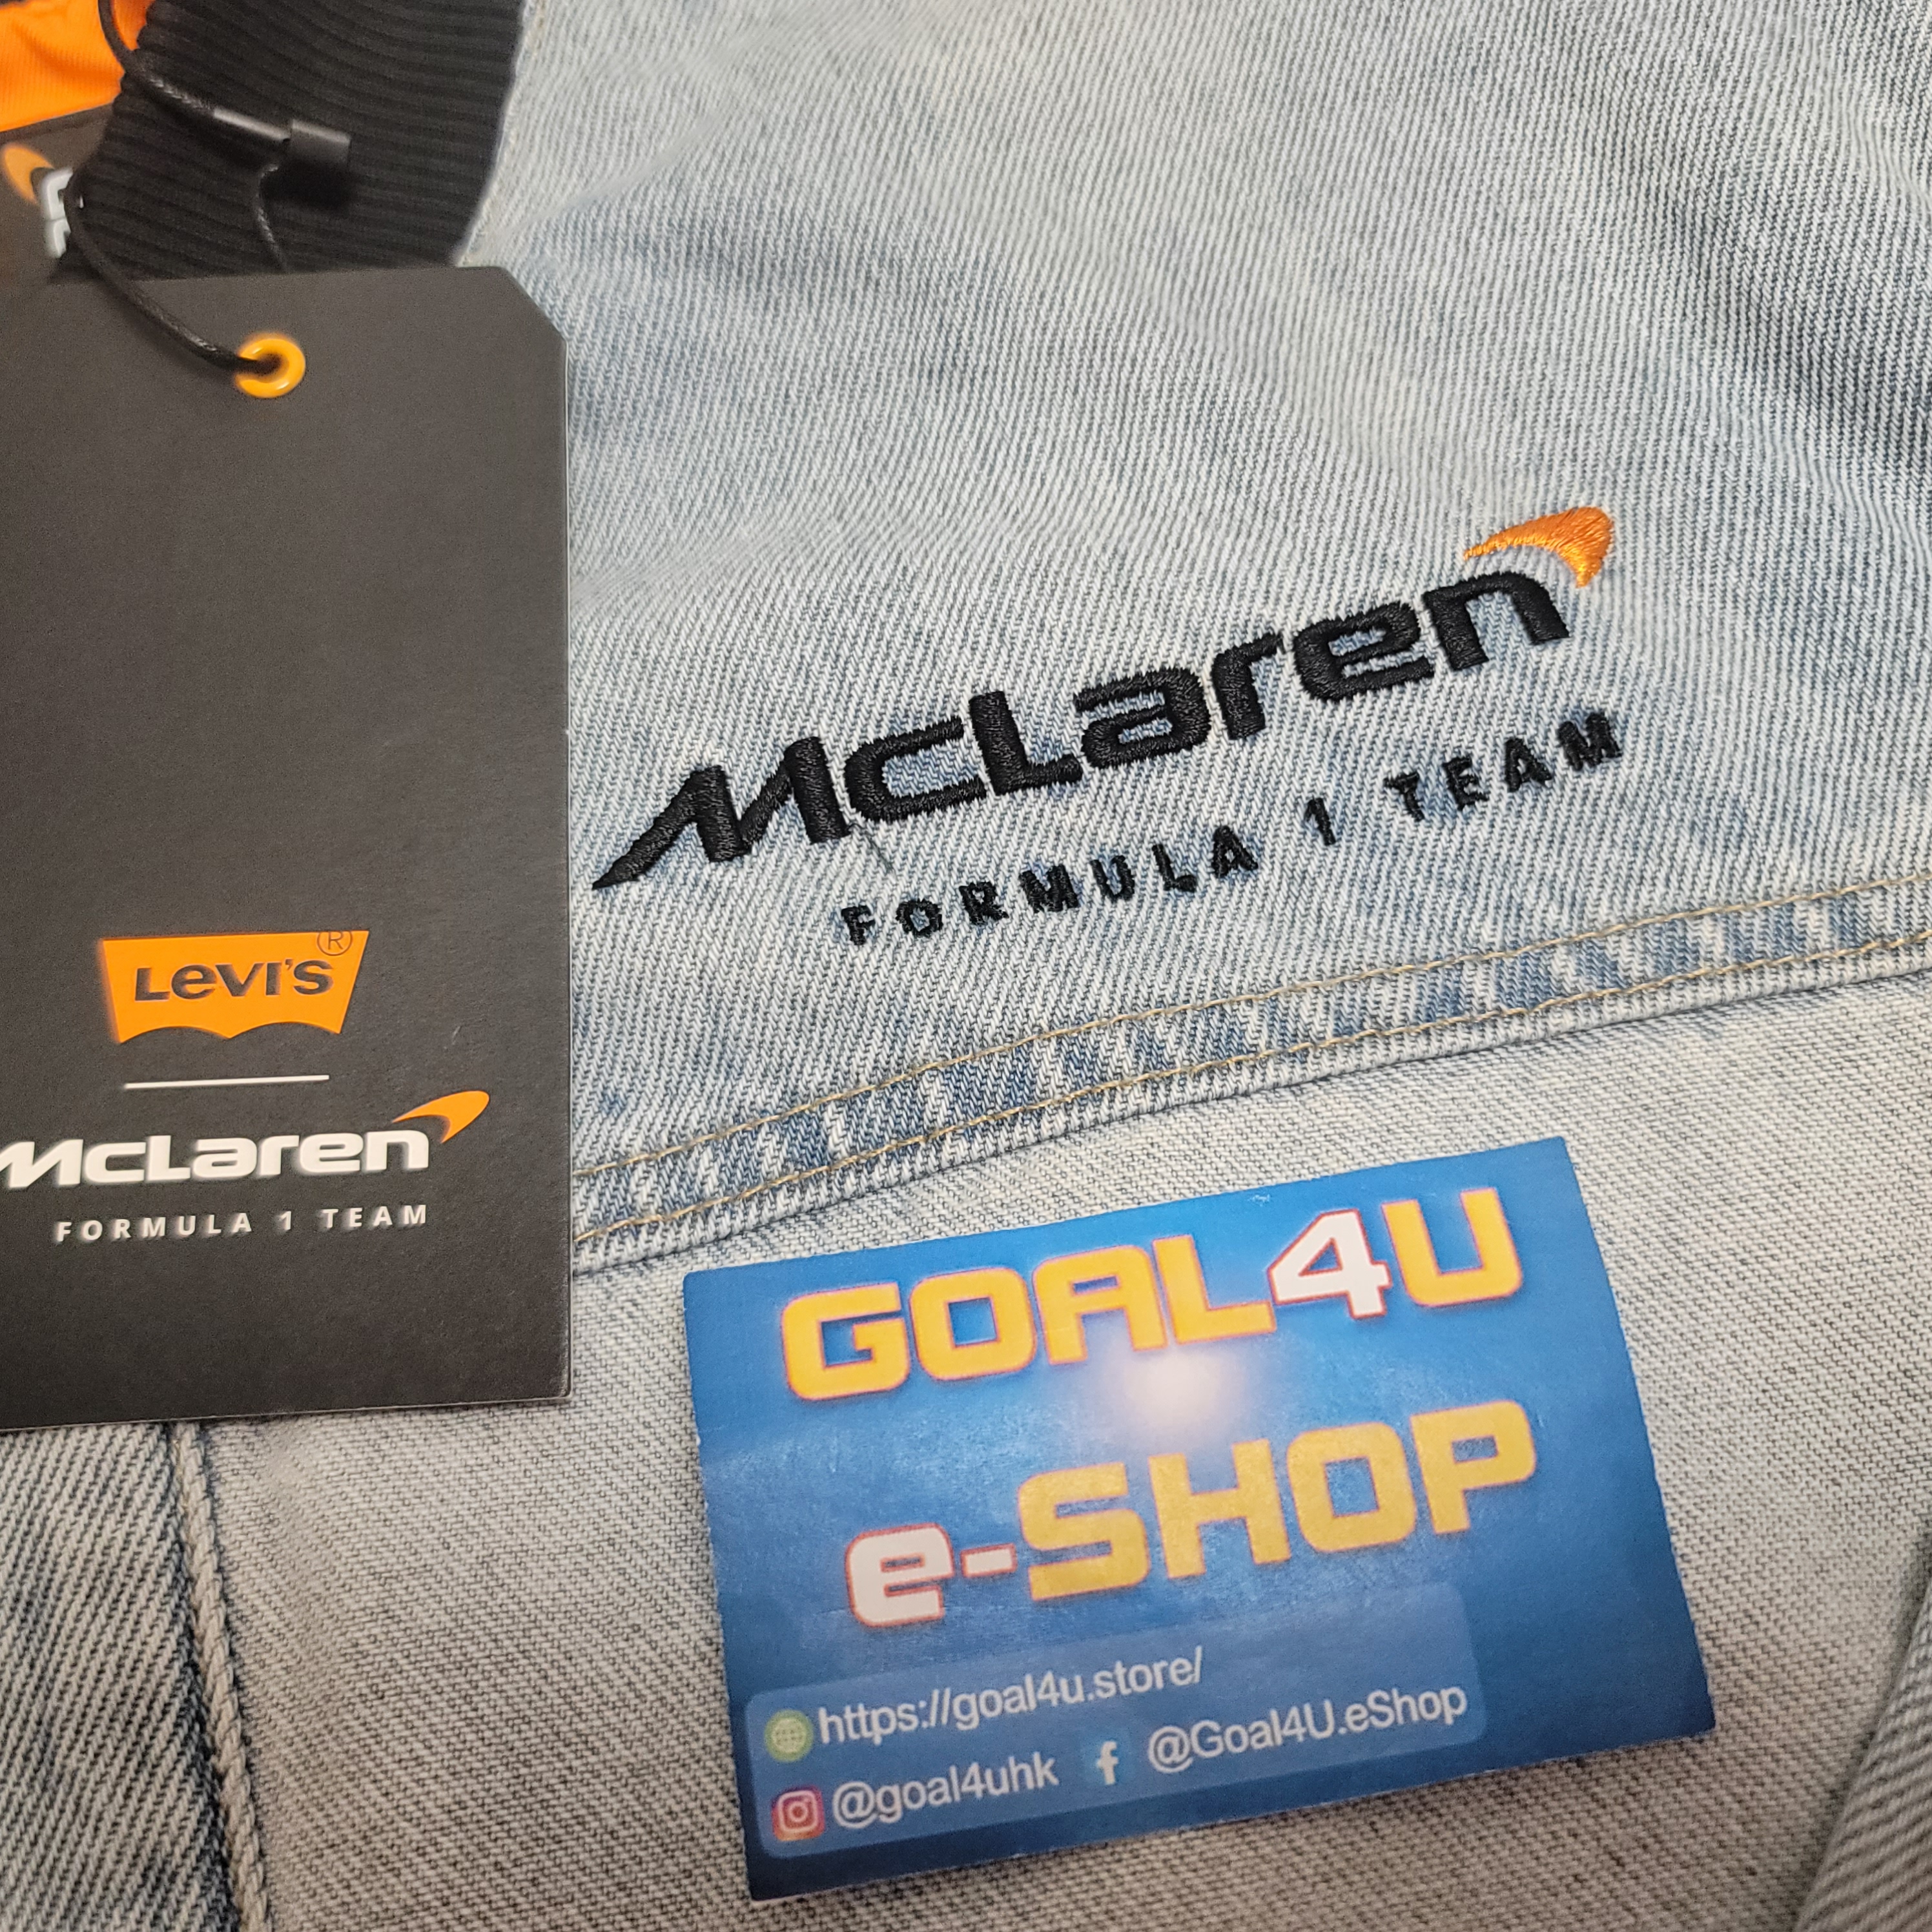 McLaren
FORMULA 1 TEAM
LEVI'S®
McLaren
FORMULA 1 TEAM
GOAL4U
e-SHOP
https://goal4u.store/
@goal4uhk @Goal4U.eShop